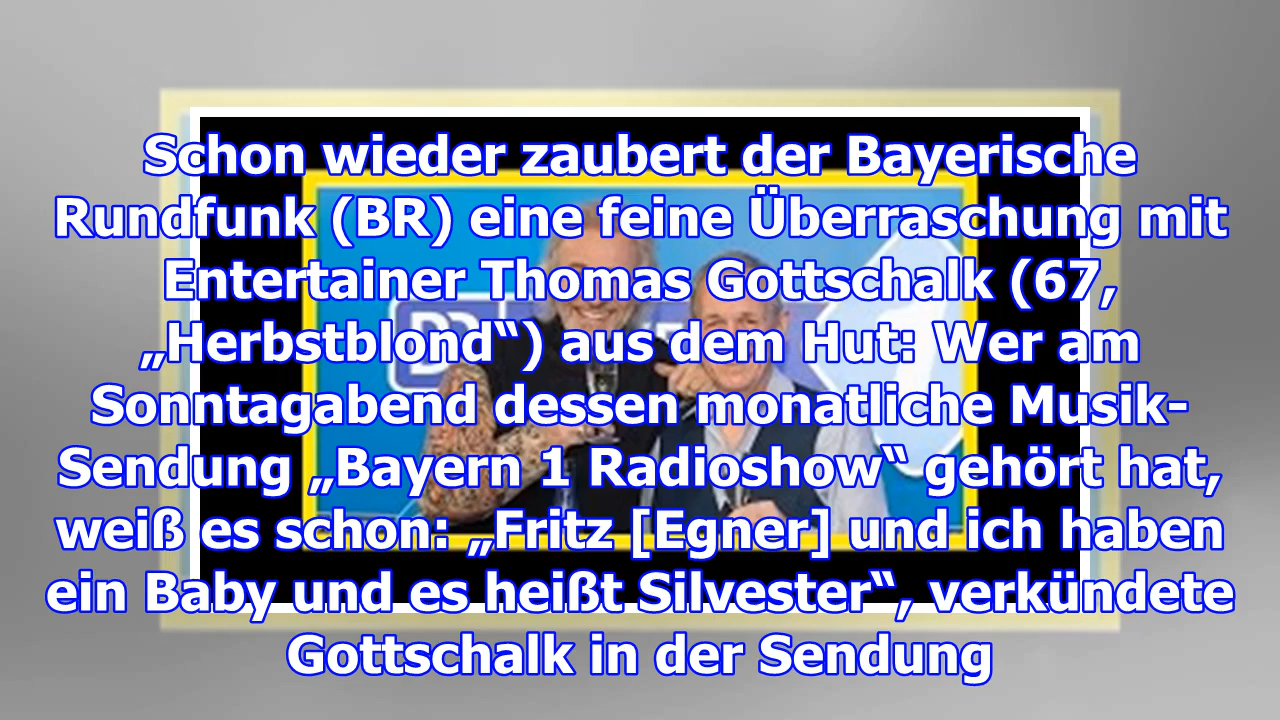 Schon wieder zaubert der Bayerische
Rundfunk (BR) eine feine Überraschung mit
Entertainer Thomas Gottschalk (67,
„Herbstblond“) aus dem Hut: Wer am
Sonntagabend dessen monatliche Musik-
Sendung „Bayern 1 Radioshow“ gehört hat,
weiß es schon: „Fritz [Egner] und ich haben
ein Baby und es heißt Silvester“, verkündete
Gottschalk in der Sendung